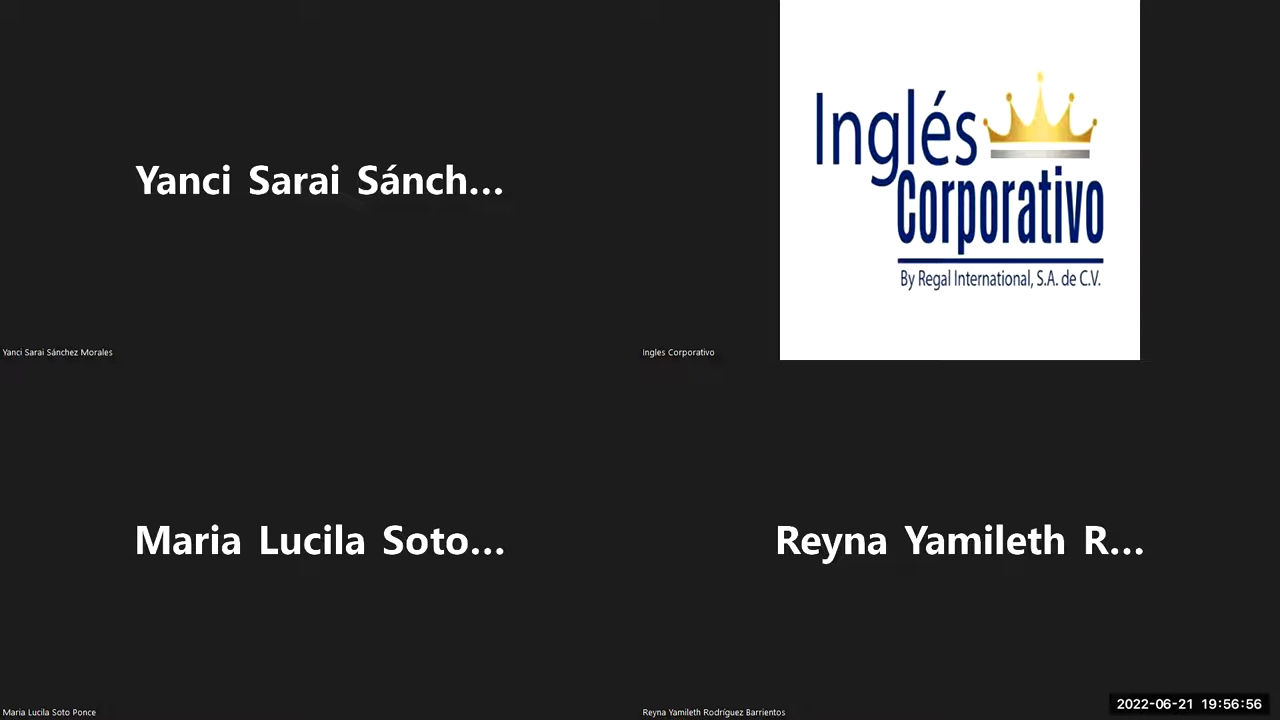 Yanci Sarai Sánch...
Yanci Sarai Sánchez Morales
Inglés
Corporativo
By Regal International, S.A. de C.V.
Ingles Corporativo
Maria Lucila Soto...
Maria Lucila Soto Ponce
Reyna Yamileth R...
Reyna Yamileth Rodríguez Barrientos
2022-06-21 19:56:56